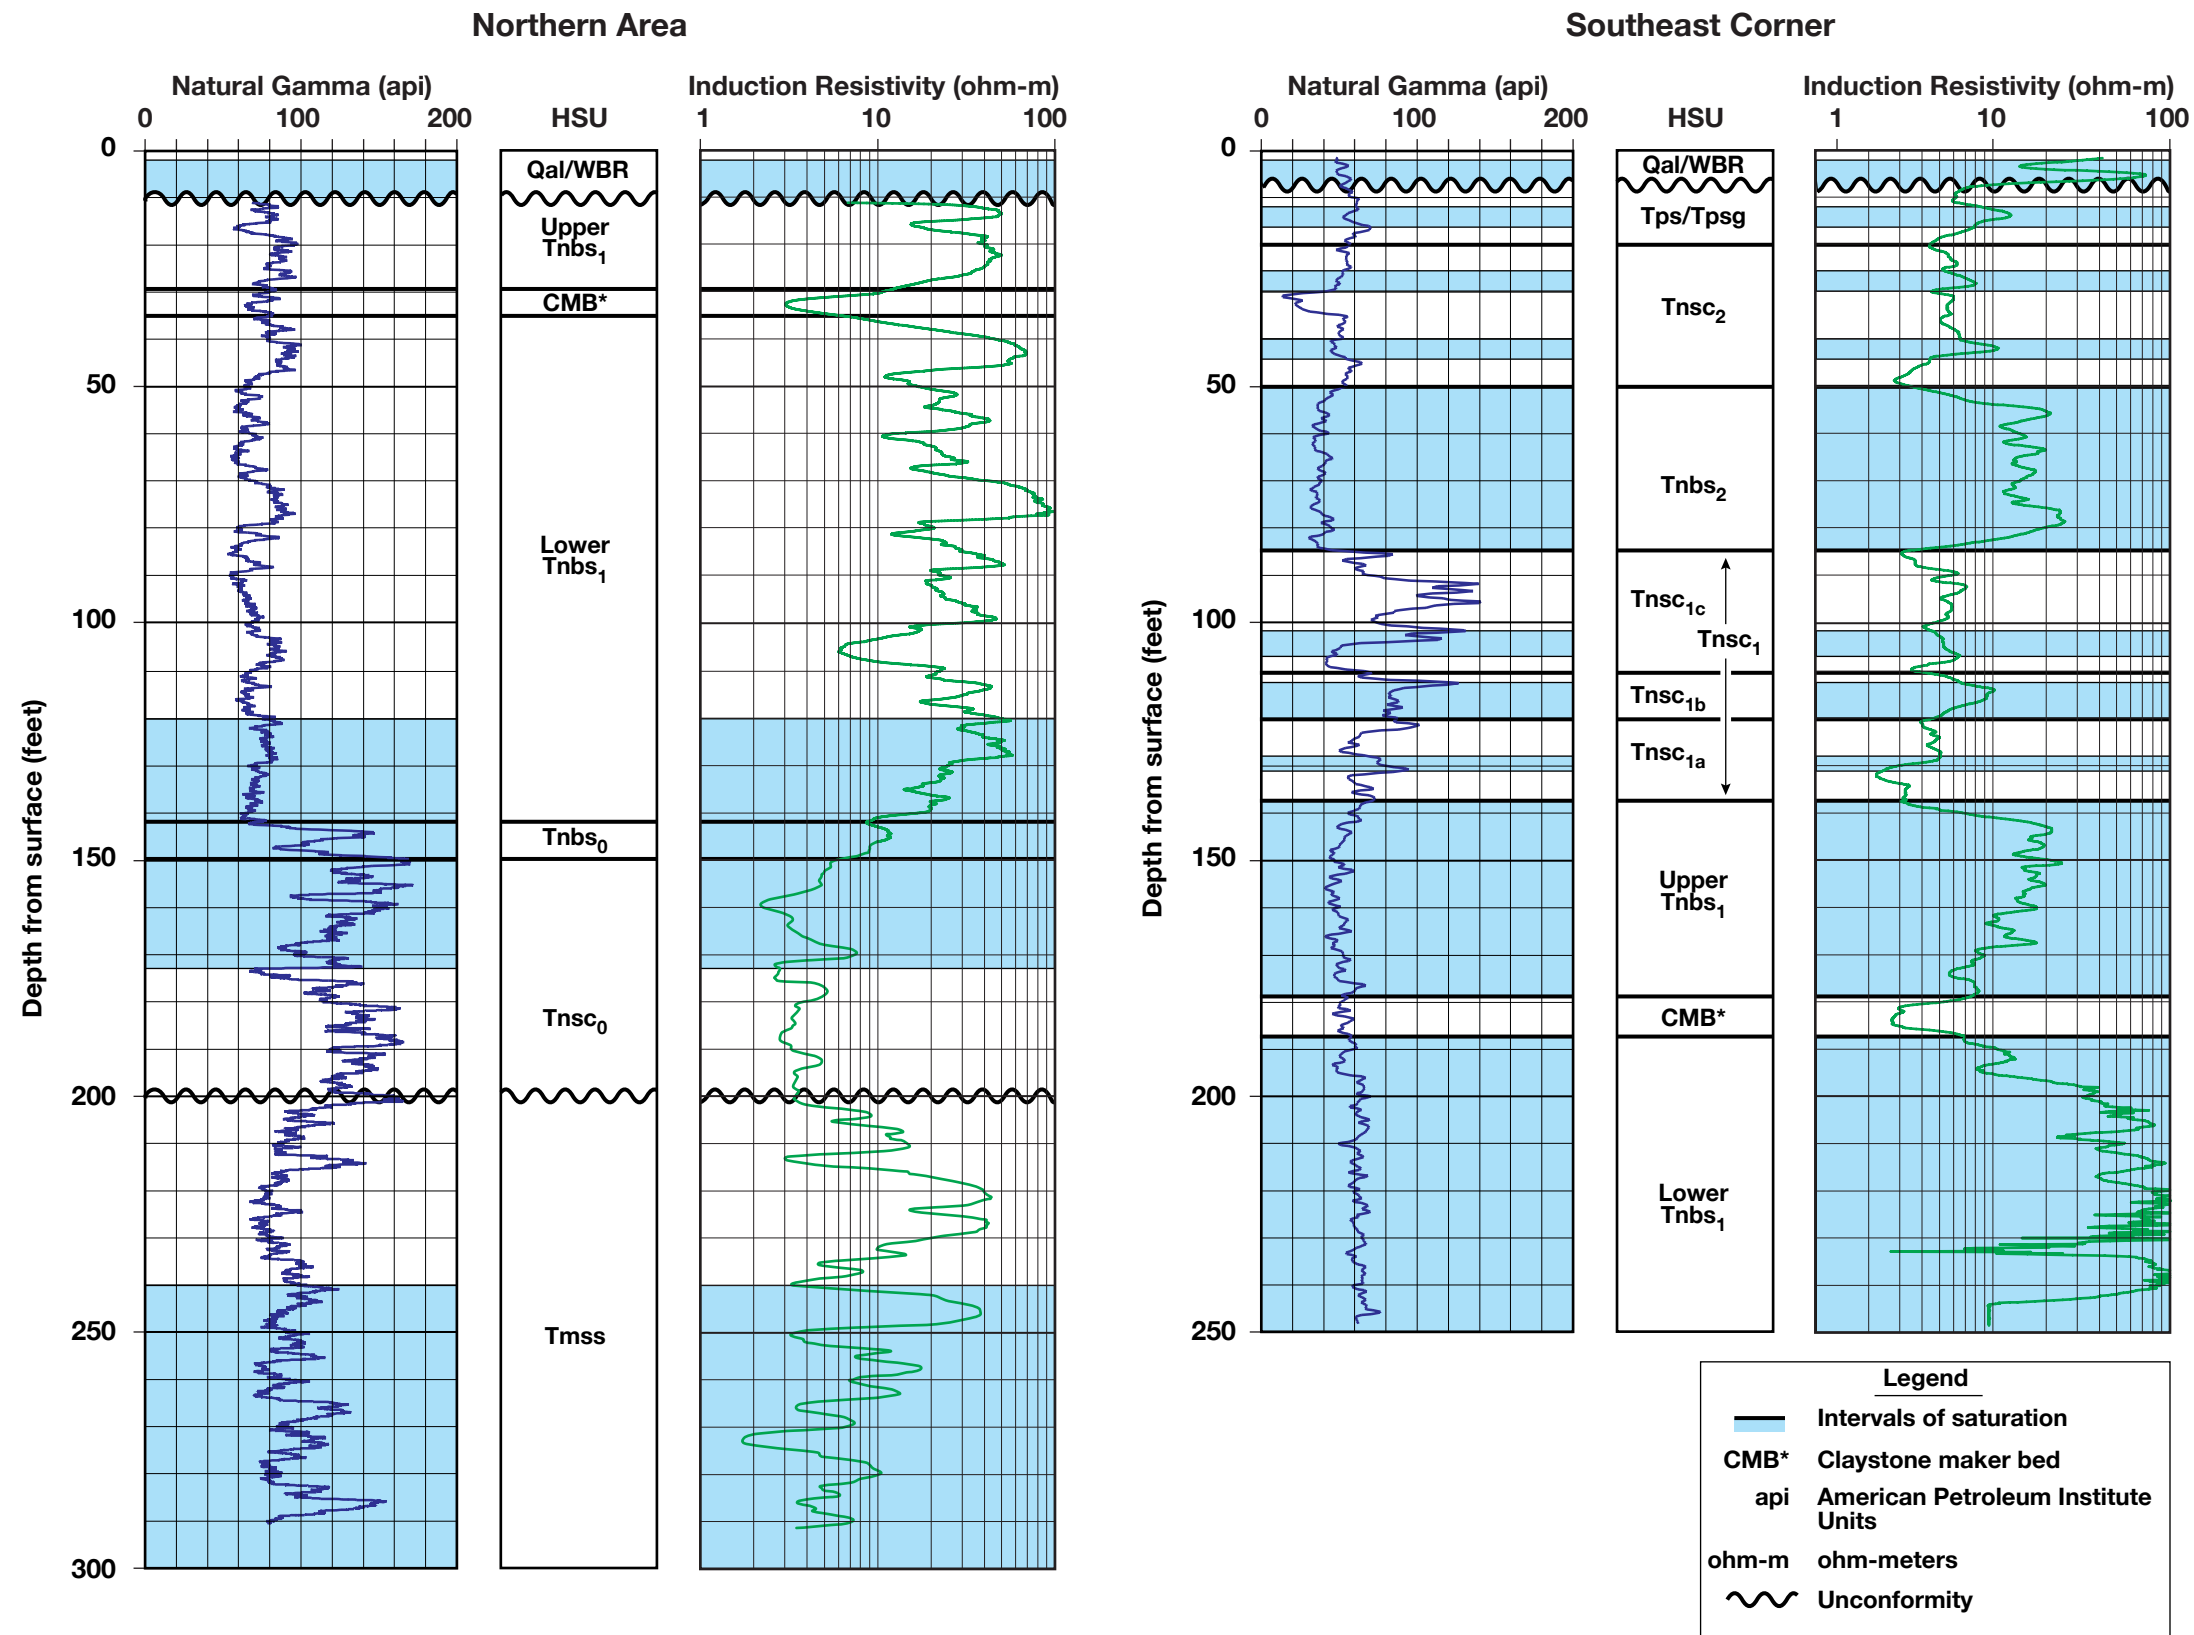 Northern Area
Natural Gamma (api)
HSU
Induction Resistivity (ohm-m)
0 100 200
1 10 100
Depth from surface (feet)
0
50
100
150
200
250
300
Qal/WBR
Upper
Tnbs1
CMB*
Lower
Tnbs1
Tnbs0
Tnsc0
Tmss
Southeast Corner
Natural Gamma (api)
HSU
Induction Resistivity (ohm-m)
0 100 200
1 10 100
Depth from surface (feet)
0
50
100
150
200
250
Qal/WBR
Tps/Tpsg
Tnsc2
Tnbs2
Tnsc1c
Tnsc1
Tnsc1b
Tnsc1a
Upper
Tnbs1
CMB*
Lower
Tnbs1
Legend
Intervals of saturation
CMB* Claystone maker bed
api American Petroleum Institute
Units
ohm-m ohm-meters
Unconformity